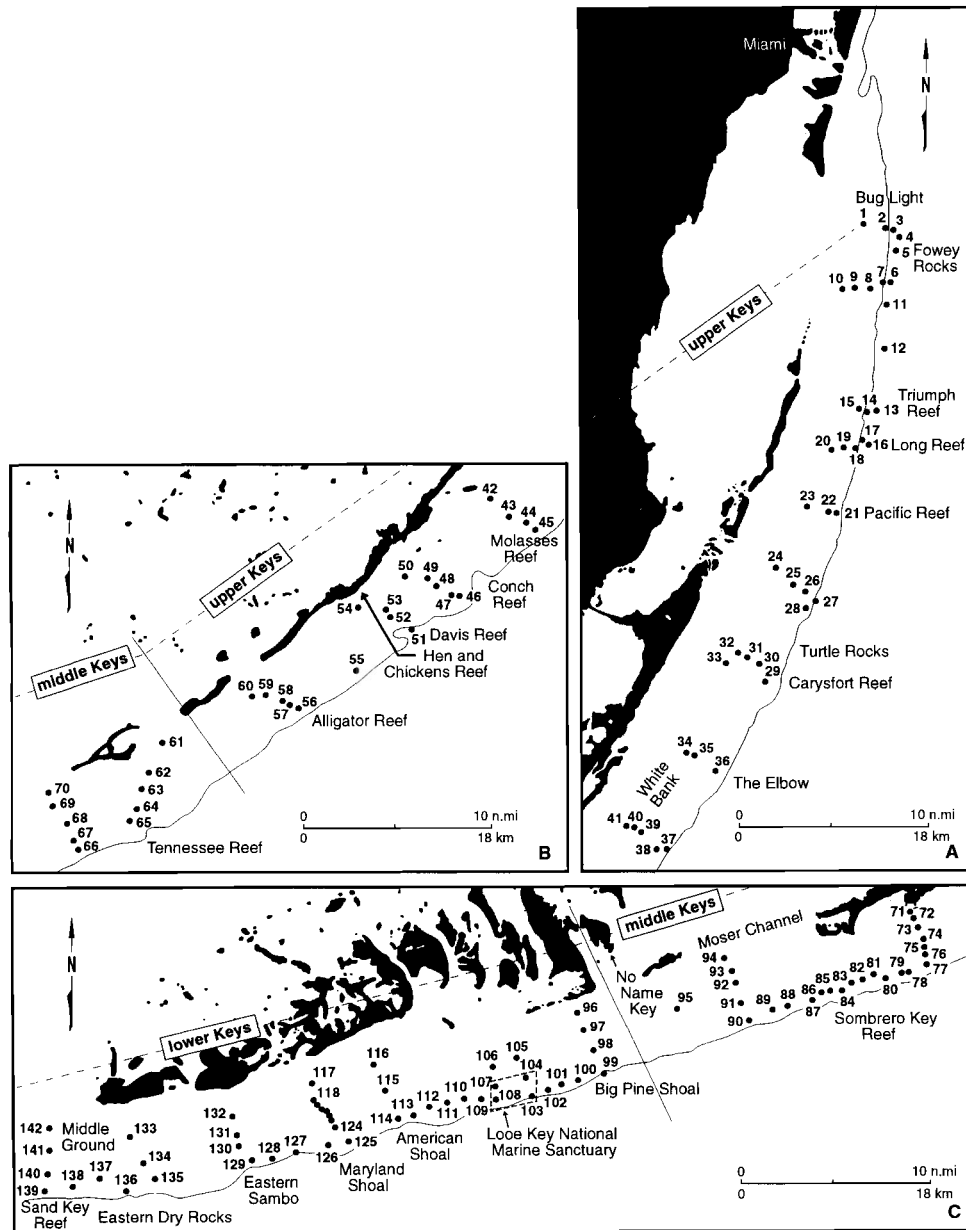 Miami
N
Bug Light
1
2
3
4
5
Fowey
Rocks
10
9
8
7
6
11
12
upper Keys
15
14
13
Triumph
Reef
20
19
18
17
16
Long Reef
23
22
21
Pacific Reef
24
25
26
27
28
33
32
31
30
29
Turtle Rocks
Carysfort Reef
34
35
36
The Elbow
White
Bank
41
40
39
38
37
0
10 n.mi
0
18 km
A
N
42
43
44
45
Molasses
Reef
upper Keys
50
49
48
47
46
Conch
Reef
54
53
52
51
Davis Reef
Hen and
Chickens Reef
middle Keys
55
60
59
58
57
56
Alligator Reef
61
62
63
64
65
70
69
68
67
66
Tennessee Reef
0
10 n.mi
0
18 km
B
N
middle Keys
Moser Channel
71
72
73
74
75
76
77
94
93
92
91
90
No
Name
Key
95
89
88
87
86
85
84
83
82
81
80
79
78
Sombrero Key
Reef
lower Keys
96
97
98
99
Big Pine Shoal
106
105
104
107
108
103
102
101
100
Looe Key National
Marine Sanctuary
116
115
114
113
112
111
110
109
American
Shoal
117
118
124
125
126
Maryland
Shoal
132
131
130
129
128
127
Eastern
Sambo
142
141
140
139
Middle
Ground
133
134
135
136
137
138
Sand Key
Reef
Eastern Dry Rocks
0
10 n.mi
0
18 km
C